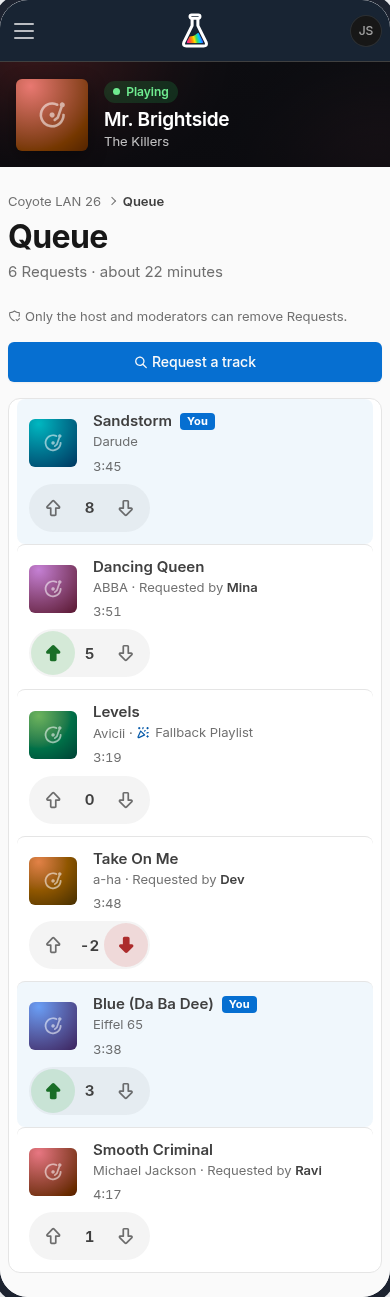 JS
Playing
Mr. Brightside
The Killers
Coyote LAN 26 > Queue
Queue
6 Requests · about 22 minutes
Only the host and moderators can remove Requests.
Request a track
Sandstorm You
Darude
3:45
8
Dancing Queen
ABBA · Requested by Mina
3:51
5
Levels
Avicii · Fallback Playlist
3:19
0
Take On Me
a-ha · Requested by Dev
3:48
-2
Blue (Da Ba Dee) You
Eiffel 65
3:38
3
Smooth Criminal
Michael Jackson · Requested by Ravi
4:17
1